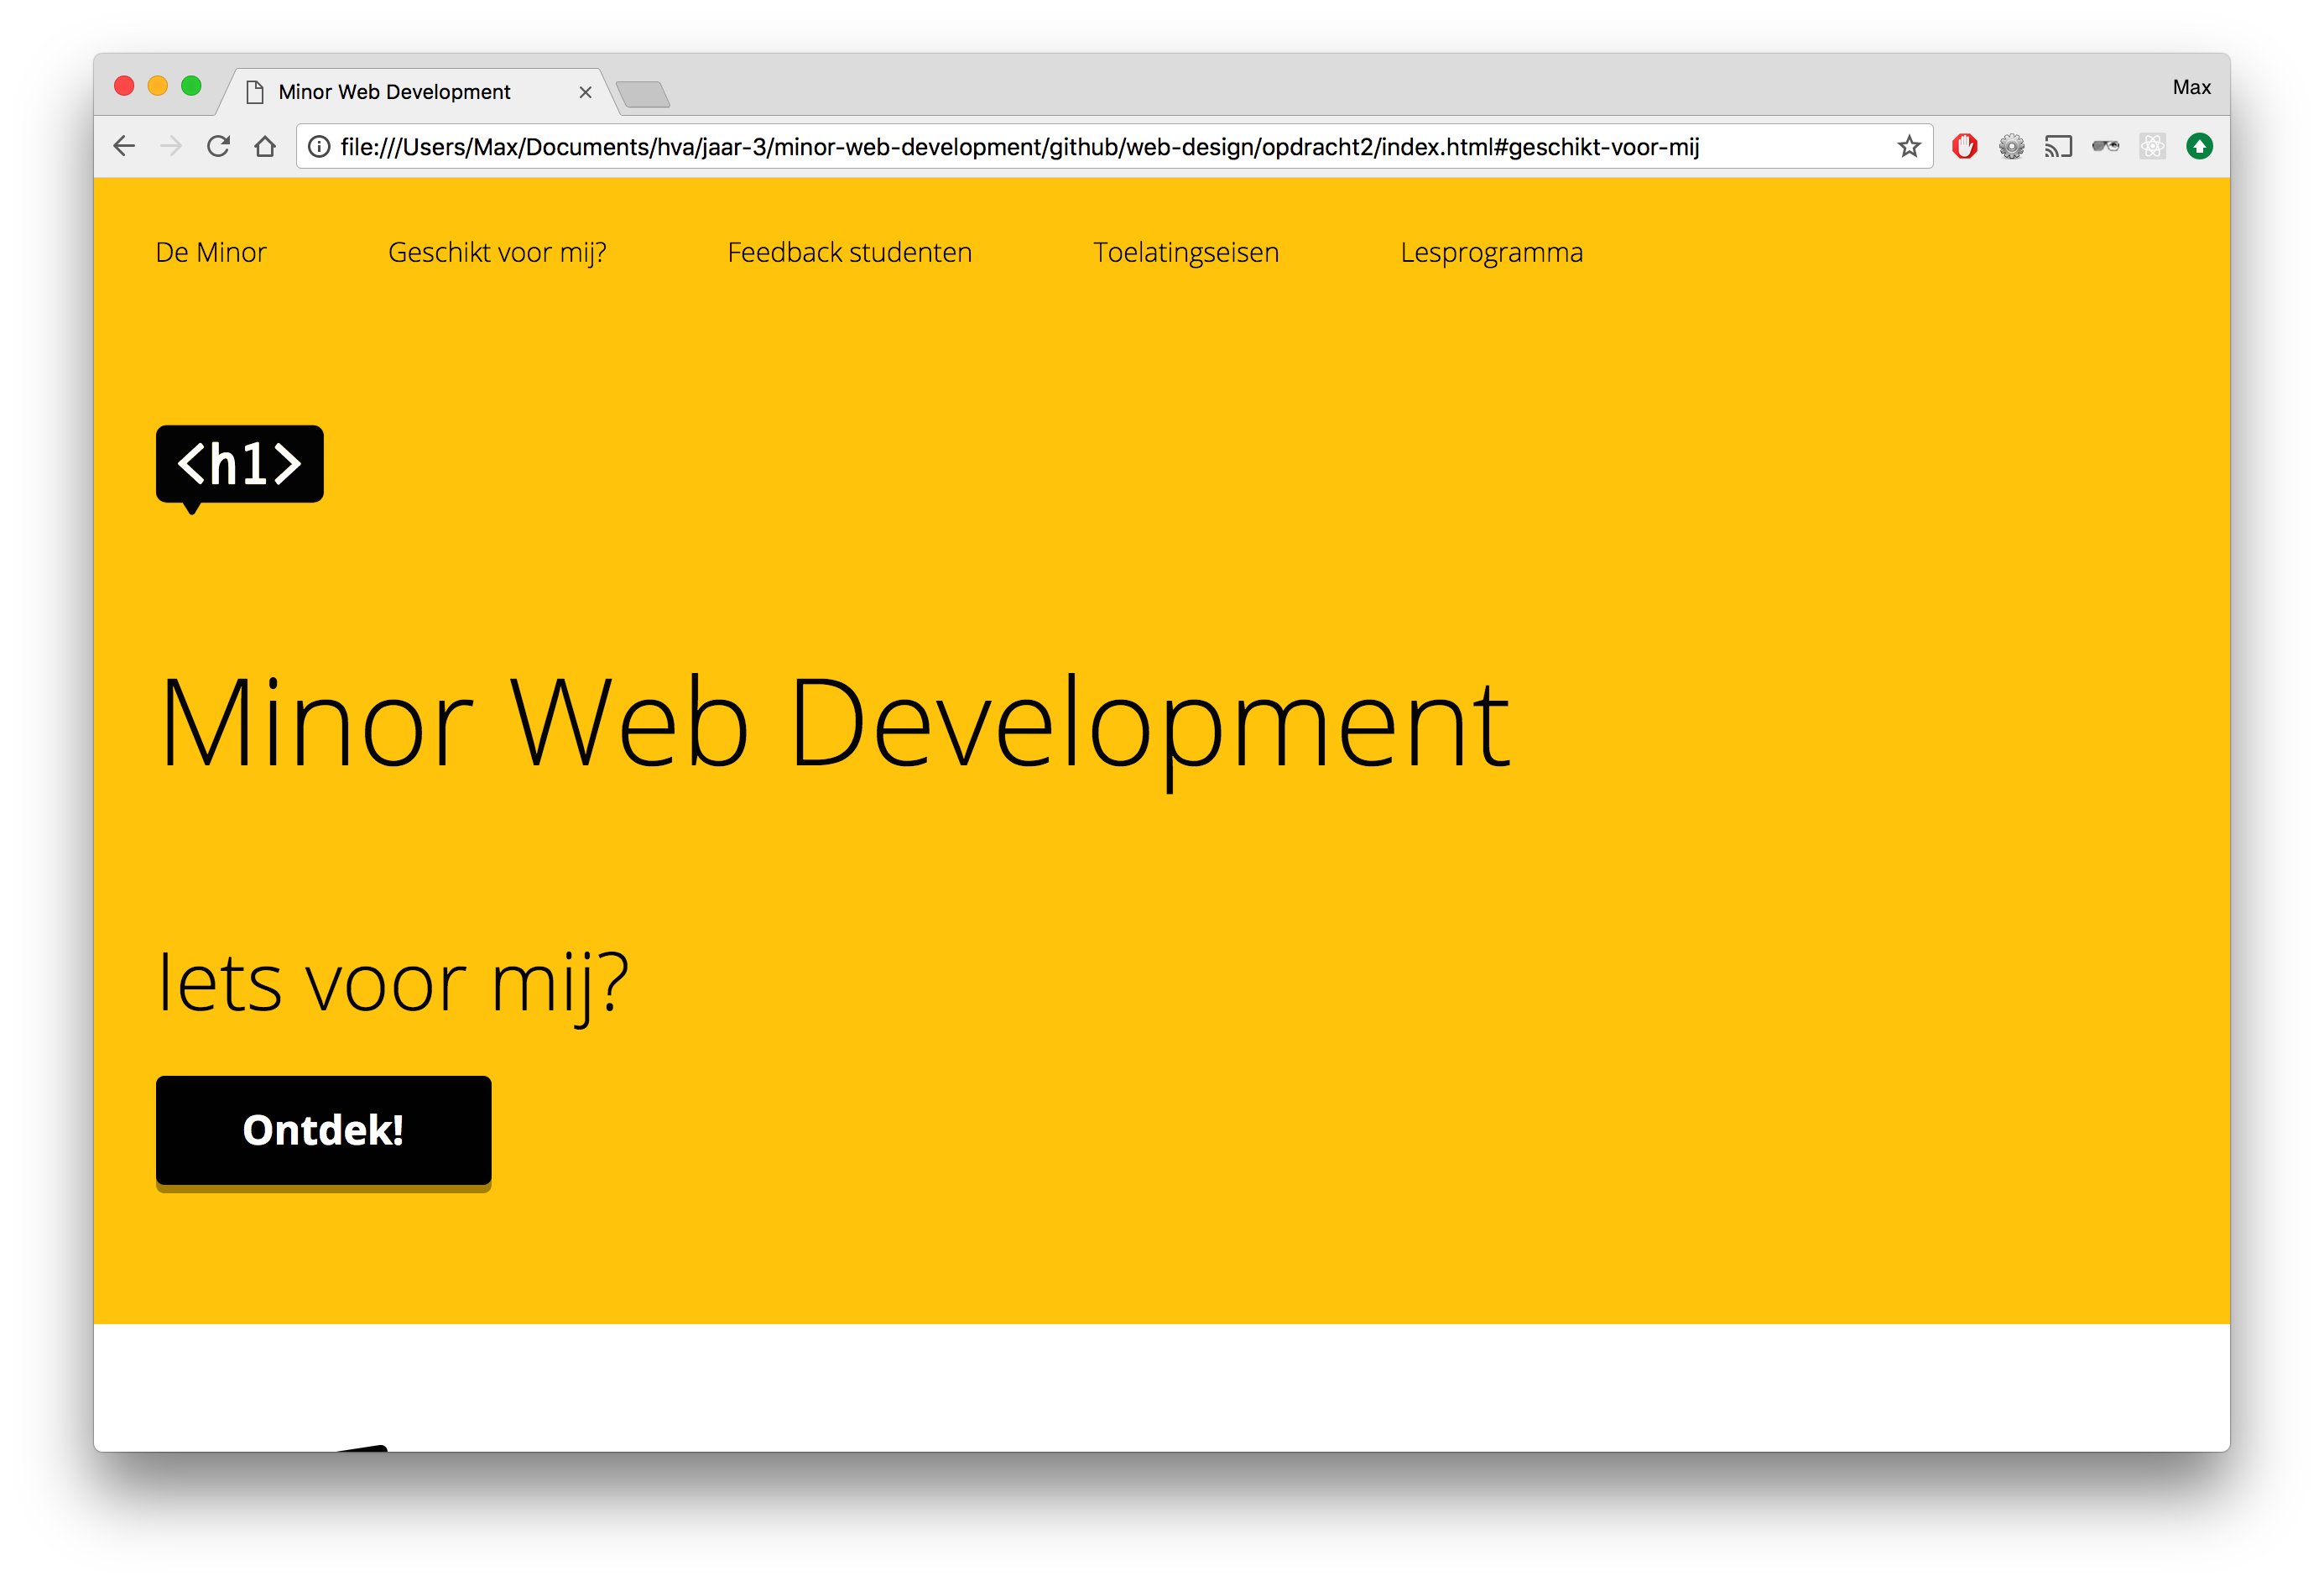 Minor Web Development
Max
file:///Users/Max/Documents/hva/jaar-3/minor-web-development/github/web-design/opdracht2/index.html#geschikt-voor-mij
De Minor Geschikt voor mij? Feedback studenten Toelatingseisen Lesprogramma
<h1>
Minor Web Development
Iets voor mij?
Ontdek!